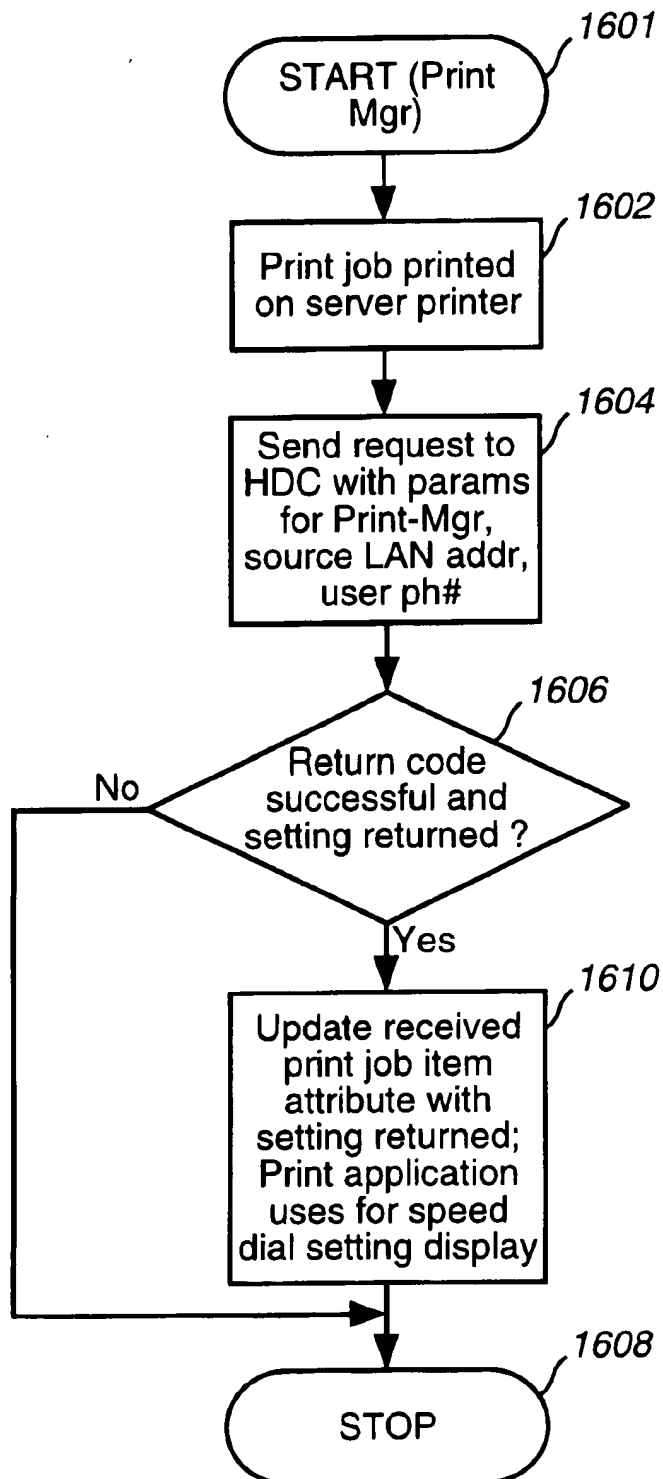 1601
START (Print
Mgr)
1602
Print job printed
on server printer
1604
Send request to
HDC with params
for Print-Mgr,
source LAN addr,
user ph#
1606
Return code
successful and
setting returned ?
No
Yes
1610
Update received
print job item
attribute with
setting returned;
Print application
uses for speed
dial setting display
1608
STOP